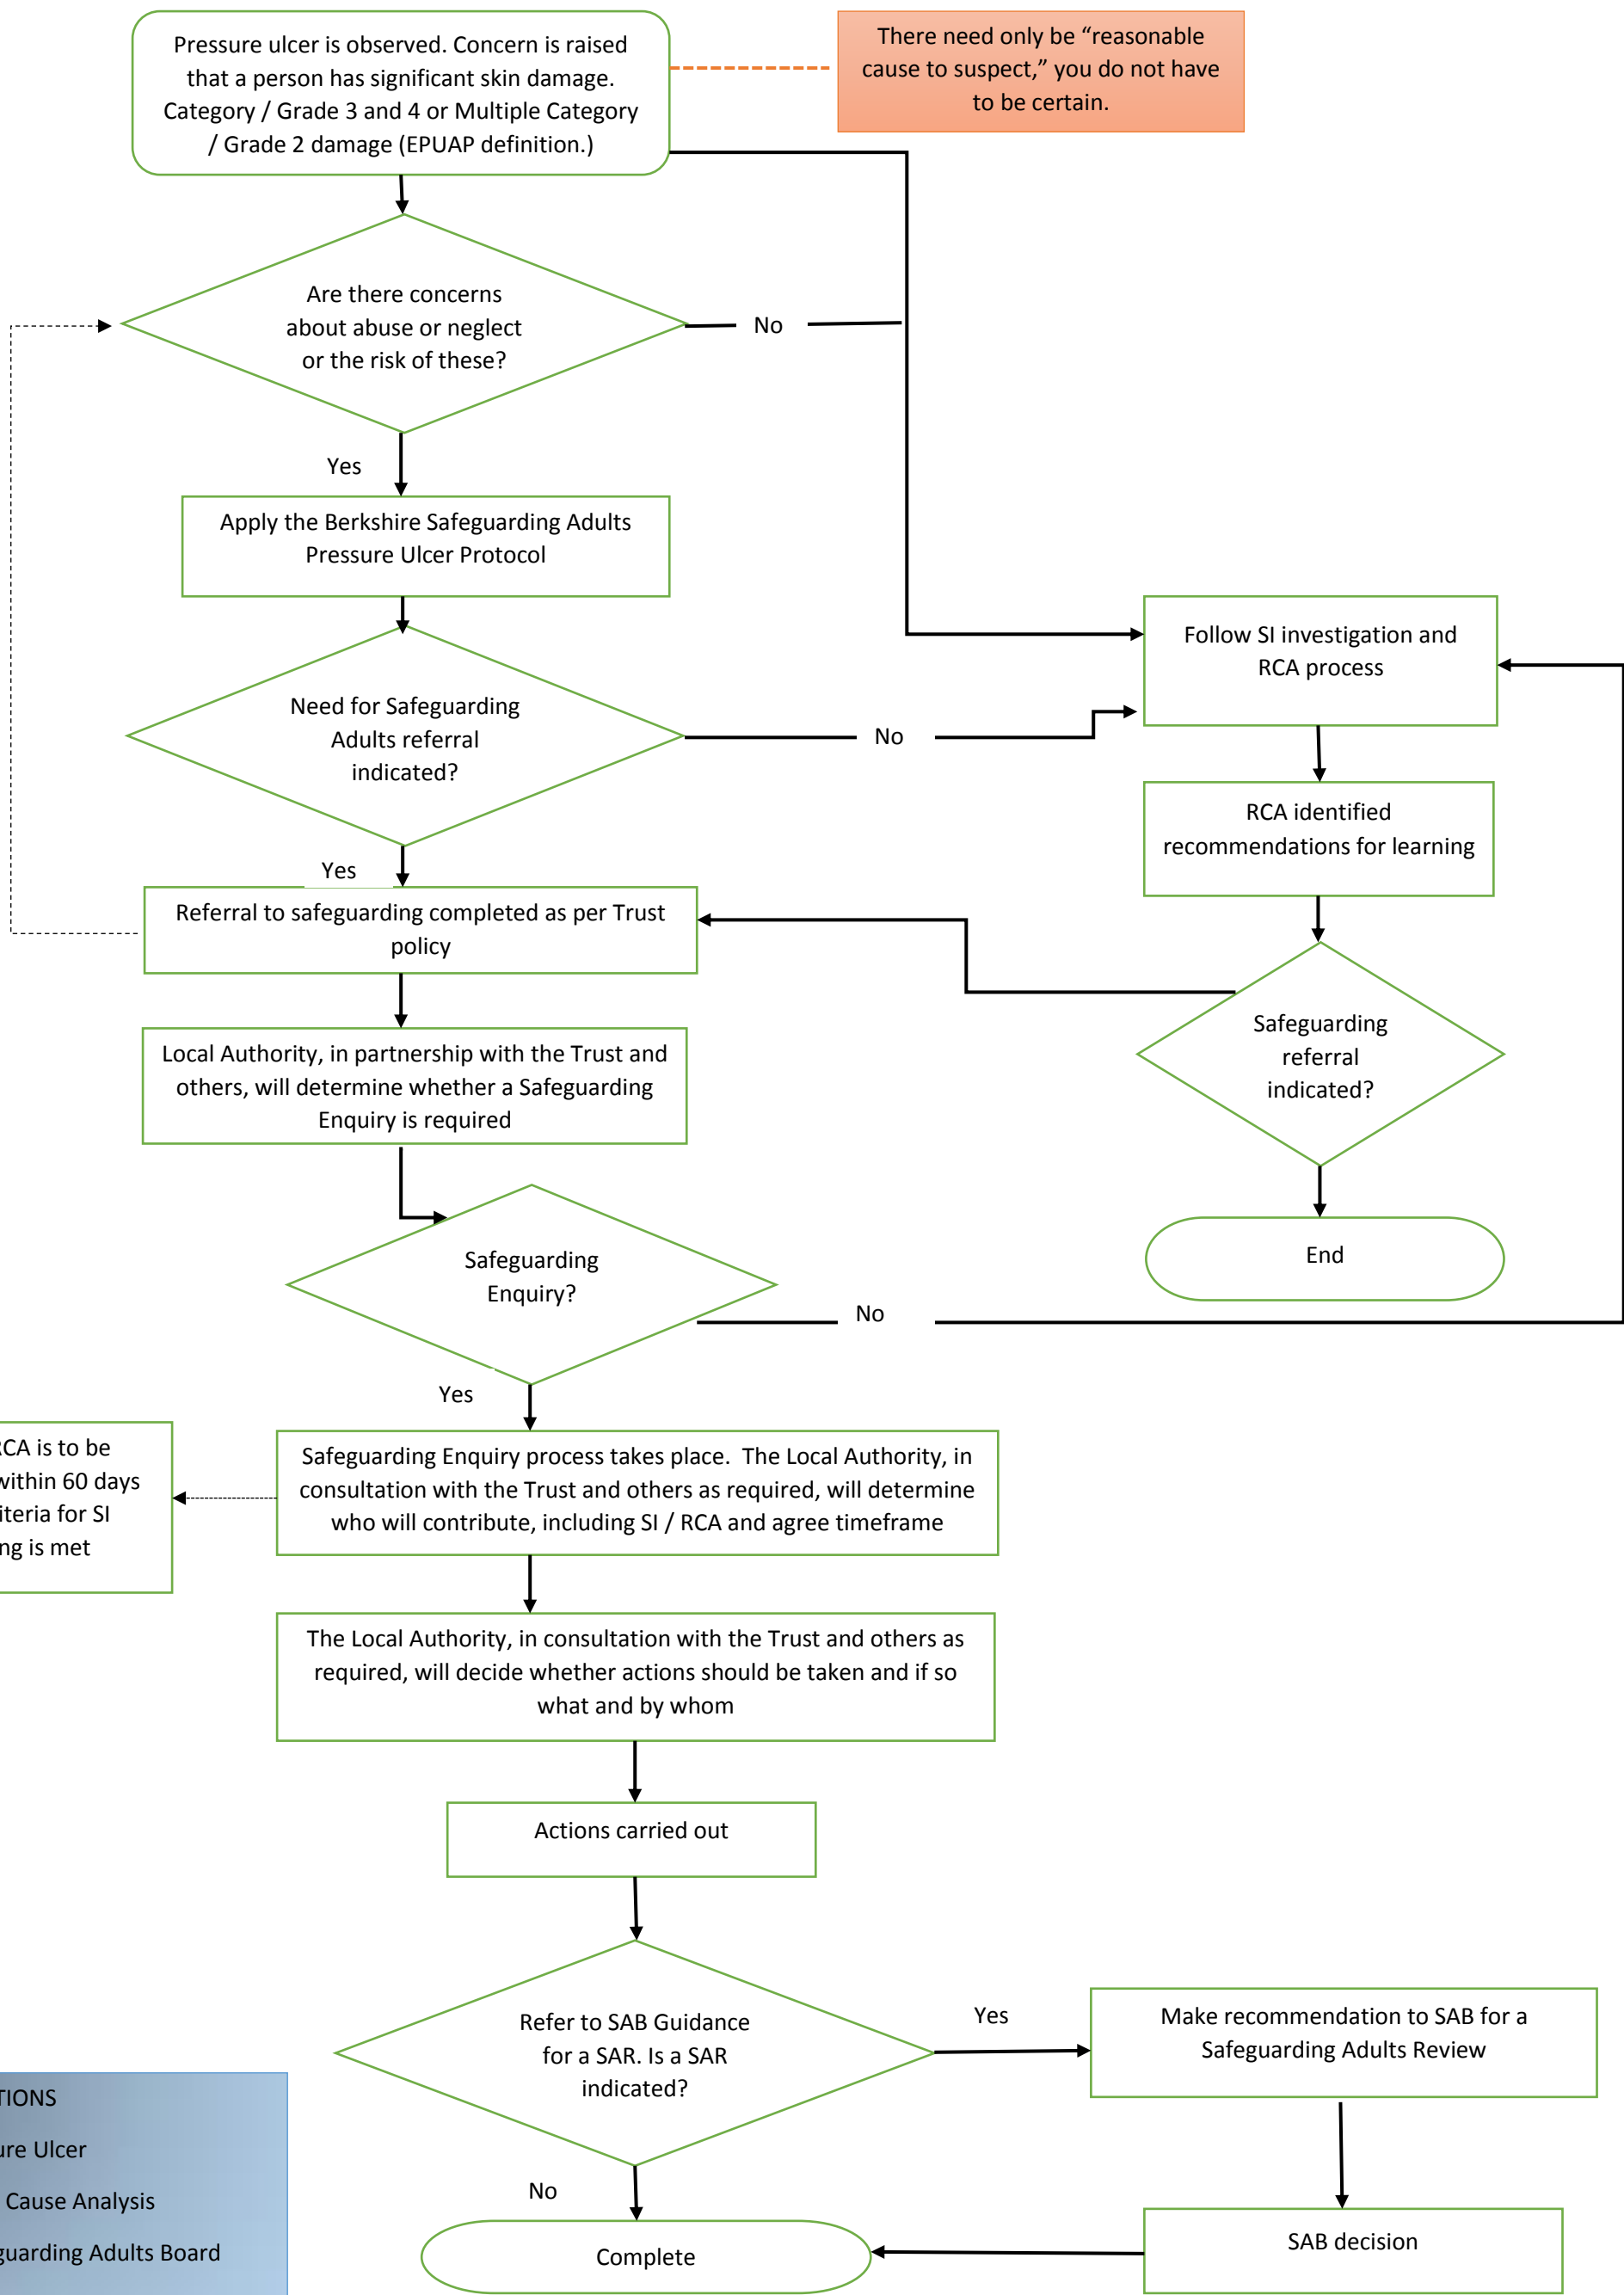 Pressure ulcer is observed. Concern is raised
that a person has significant skin damage.
Category / Grade 3 and 4 or Multiple Category
/ Grade 2 damage (EPUAP definition.)
There need only be “reasonable
cause to suspect,” you do not have
to be certain.
Are there concerns
about abuse or neglect
or the risk of these?
No
Yes
Apply the Berkshire Safeguarding Adults
Pressure Ulcer Protocol
Follow SI investigation and
RCA process
Need for Safeguarding
Adults referral
indicated?
No
RCA identified
recommendations for learning
Yes
Referral to safeguarding completed as per Trust
policy
Safeguarding
referral
indicated?
Local Authority, in partnership with the Trust and
others, will determine whether a Safeguarding
Enquiry is required
End
Safeguarding
Enquiry?
No
Yes
RCA is to be
within 60 days
for SI
is met
Safeguarding Enquiry process takes place.  The Local Authority, in
consultation with the Trust and others as required, will determine
who will contribute, including SI / RCA and agree timeframe
The Local Authority, in consultation with the Trust and others as
required, will decide whether actions should be taken and if so
what and by whom
Actions carried out
Refer to SAB Guidance
for a SAR. Is a SAR
indicated?
Yes
Make recommendation to SAB for a
Safeguarding Adults Review
No
SAB decision
Complete
TIONS
ure Ulcer
Cause Analysis
guarding Adults Board